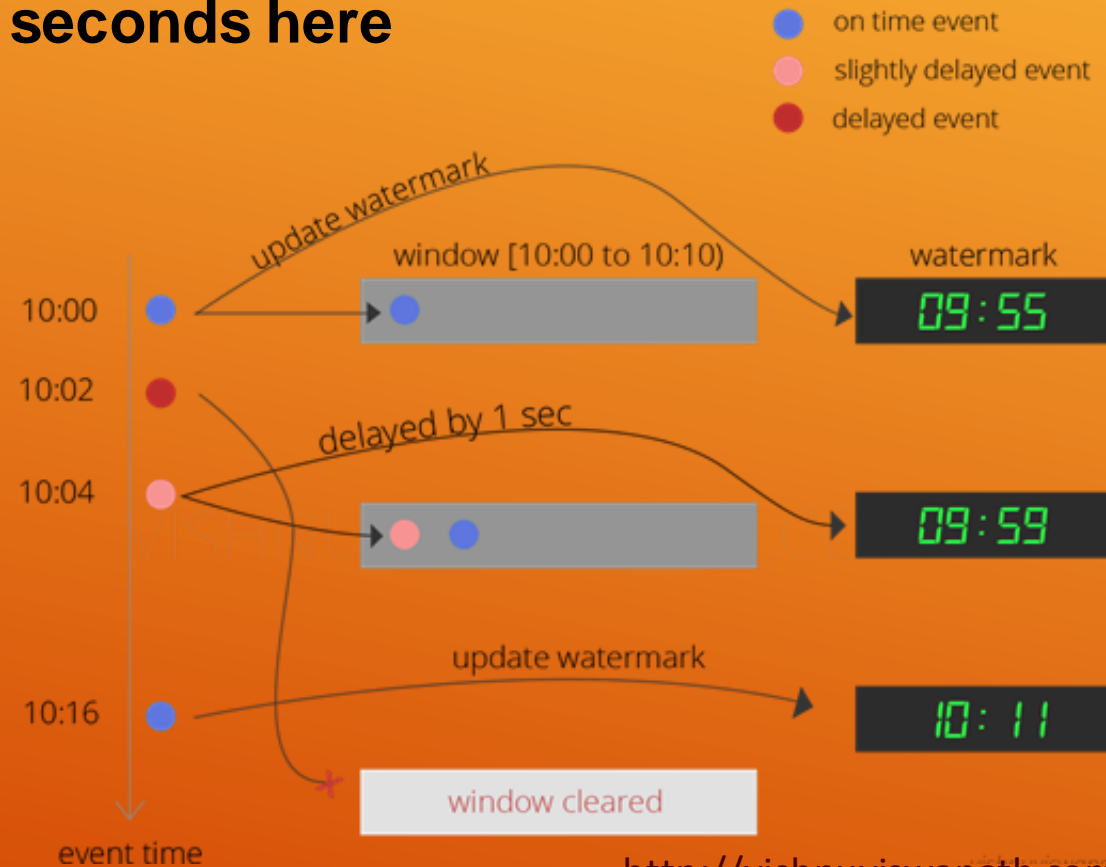 seconds here
on time event
slightly delayed event
delayed event
update watermark
window [10:00 to 10:10)
watermark
10:00
09:55
10:02
delayed by 1 sec
10:04
09:59
update watermark
10:16
10:11
window cleared
event time